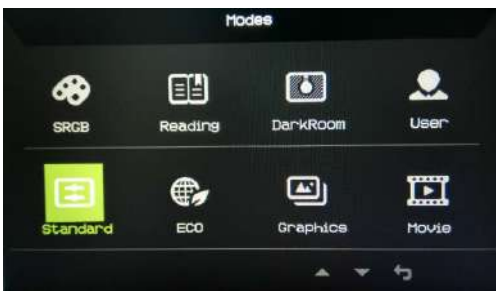 Modes
SRGB Reading DarkRoom User
Standard ECO Graphics Movie